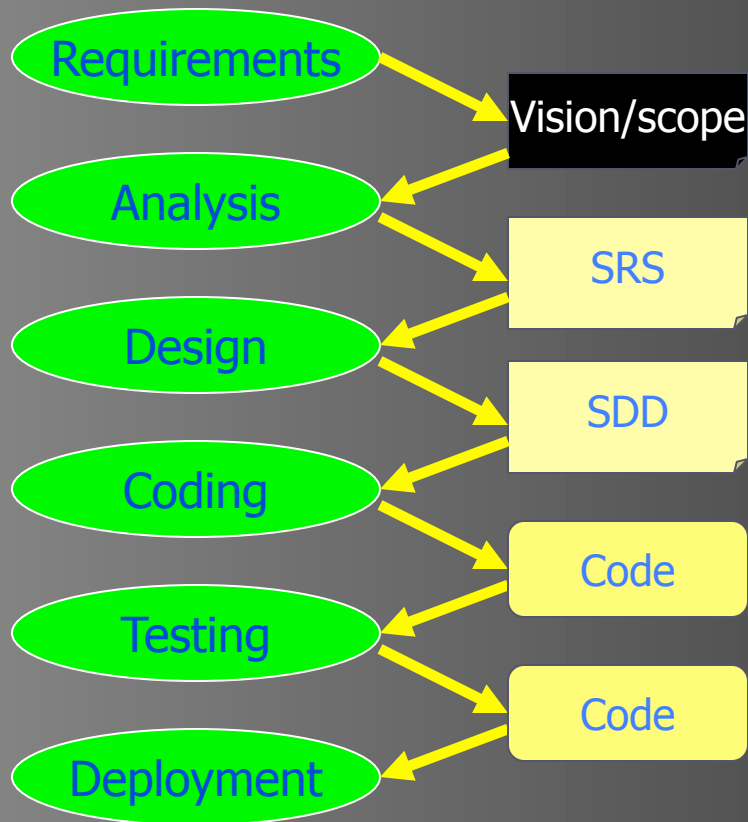 Requirements
Vision/scope
Analysis
SRS
Design
SDD
Coding
Code
Testing
Code
Deployment